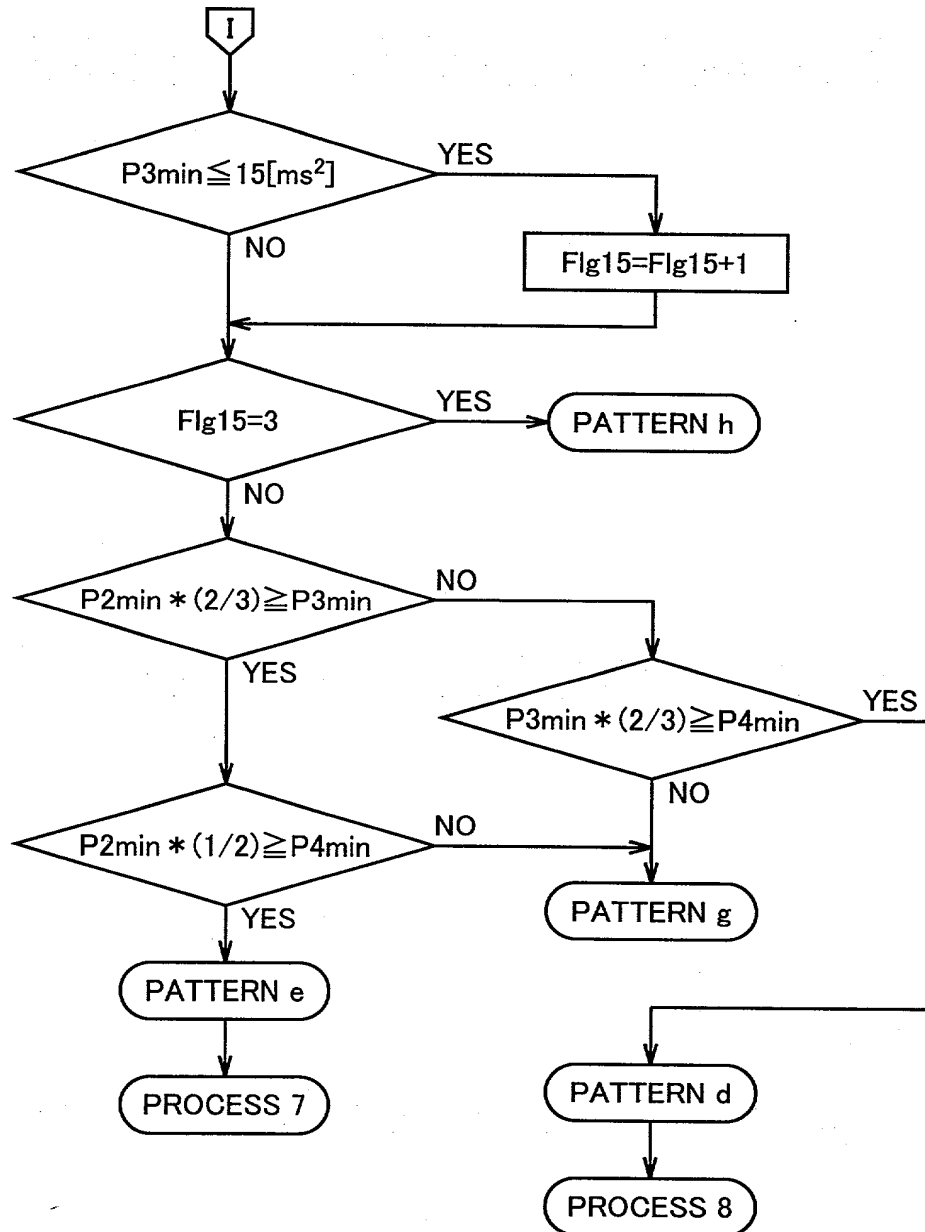 I
P3min≦15[ms²]
YES
Flg15=Flg15+1
NO
Flg15=3
YES
PATTERN h
NO
P2min*(2/3)≧P3min
NO
YES
P3min*(2/3)≧P4min
YES
NO
P2min*(1/2)≧P4min
NO
YES
PATTERN g
PATTERN e
PATTERN d
PROCESS 7
PROCESS 8